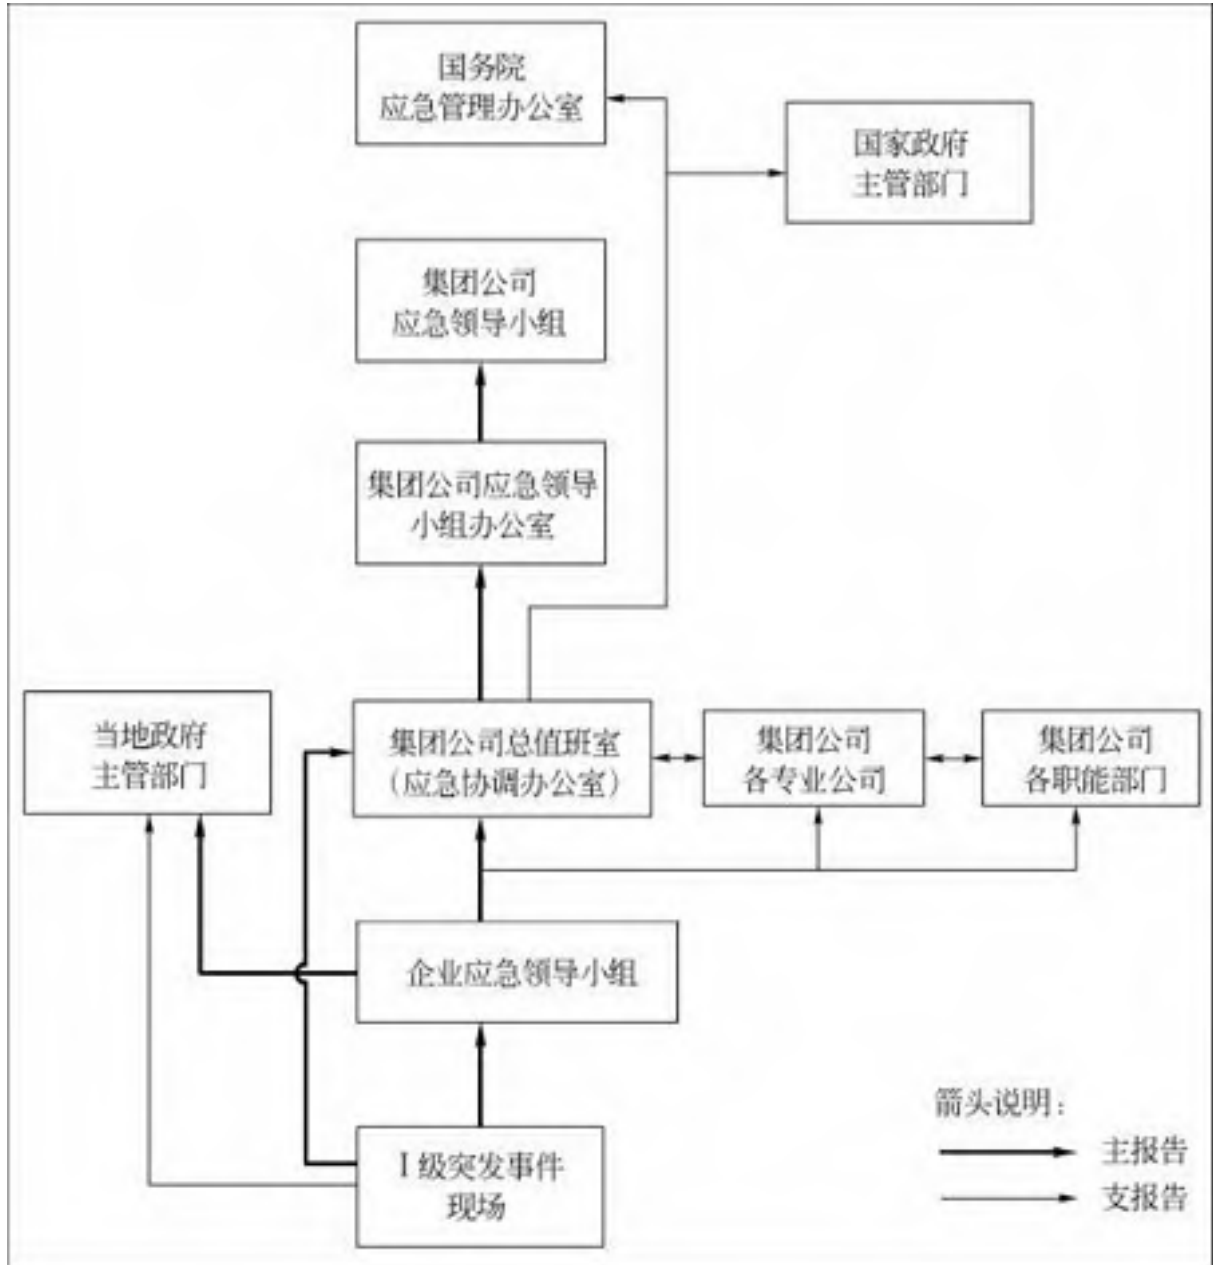 国务院
应急管理办公室
国家政府
主管部门
集团公司
应急领导小组
集团公司应急领导
小组办公室
当地政府
主管部门
集团公司总值班室
（应急协调办公室）
集团公司
各专业公司
集团公司
各职能部门
企业应急领导小组
Ⅰ级突发事件
现场
箭头说明：
主报告
支报告